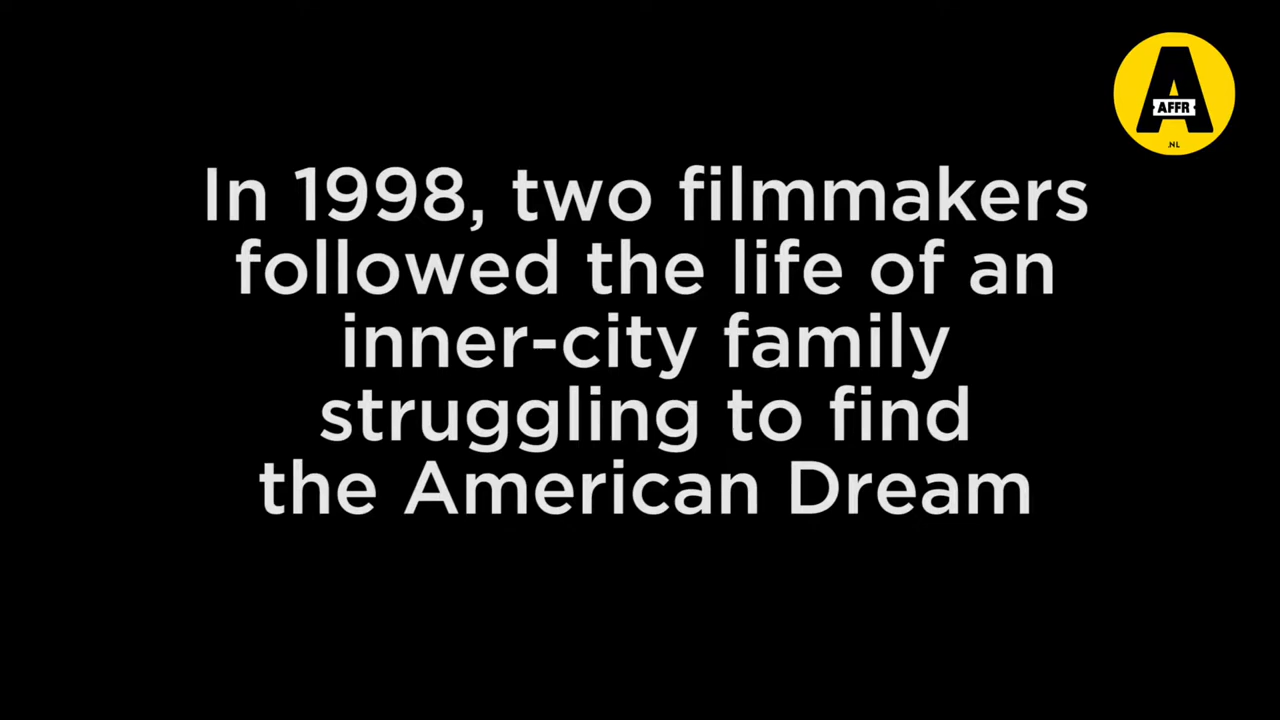 A
AFFR
.NL
In 1998, two filmmakers
followed the life of an
inner-city family
struggling to find
the American Dream